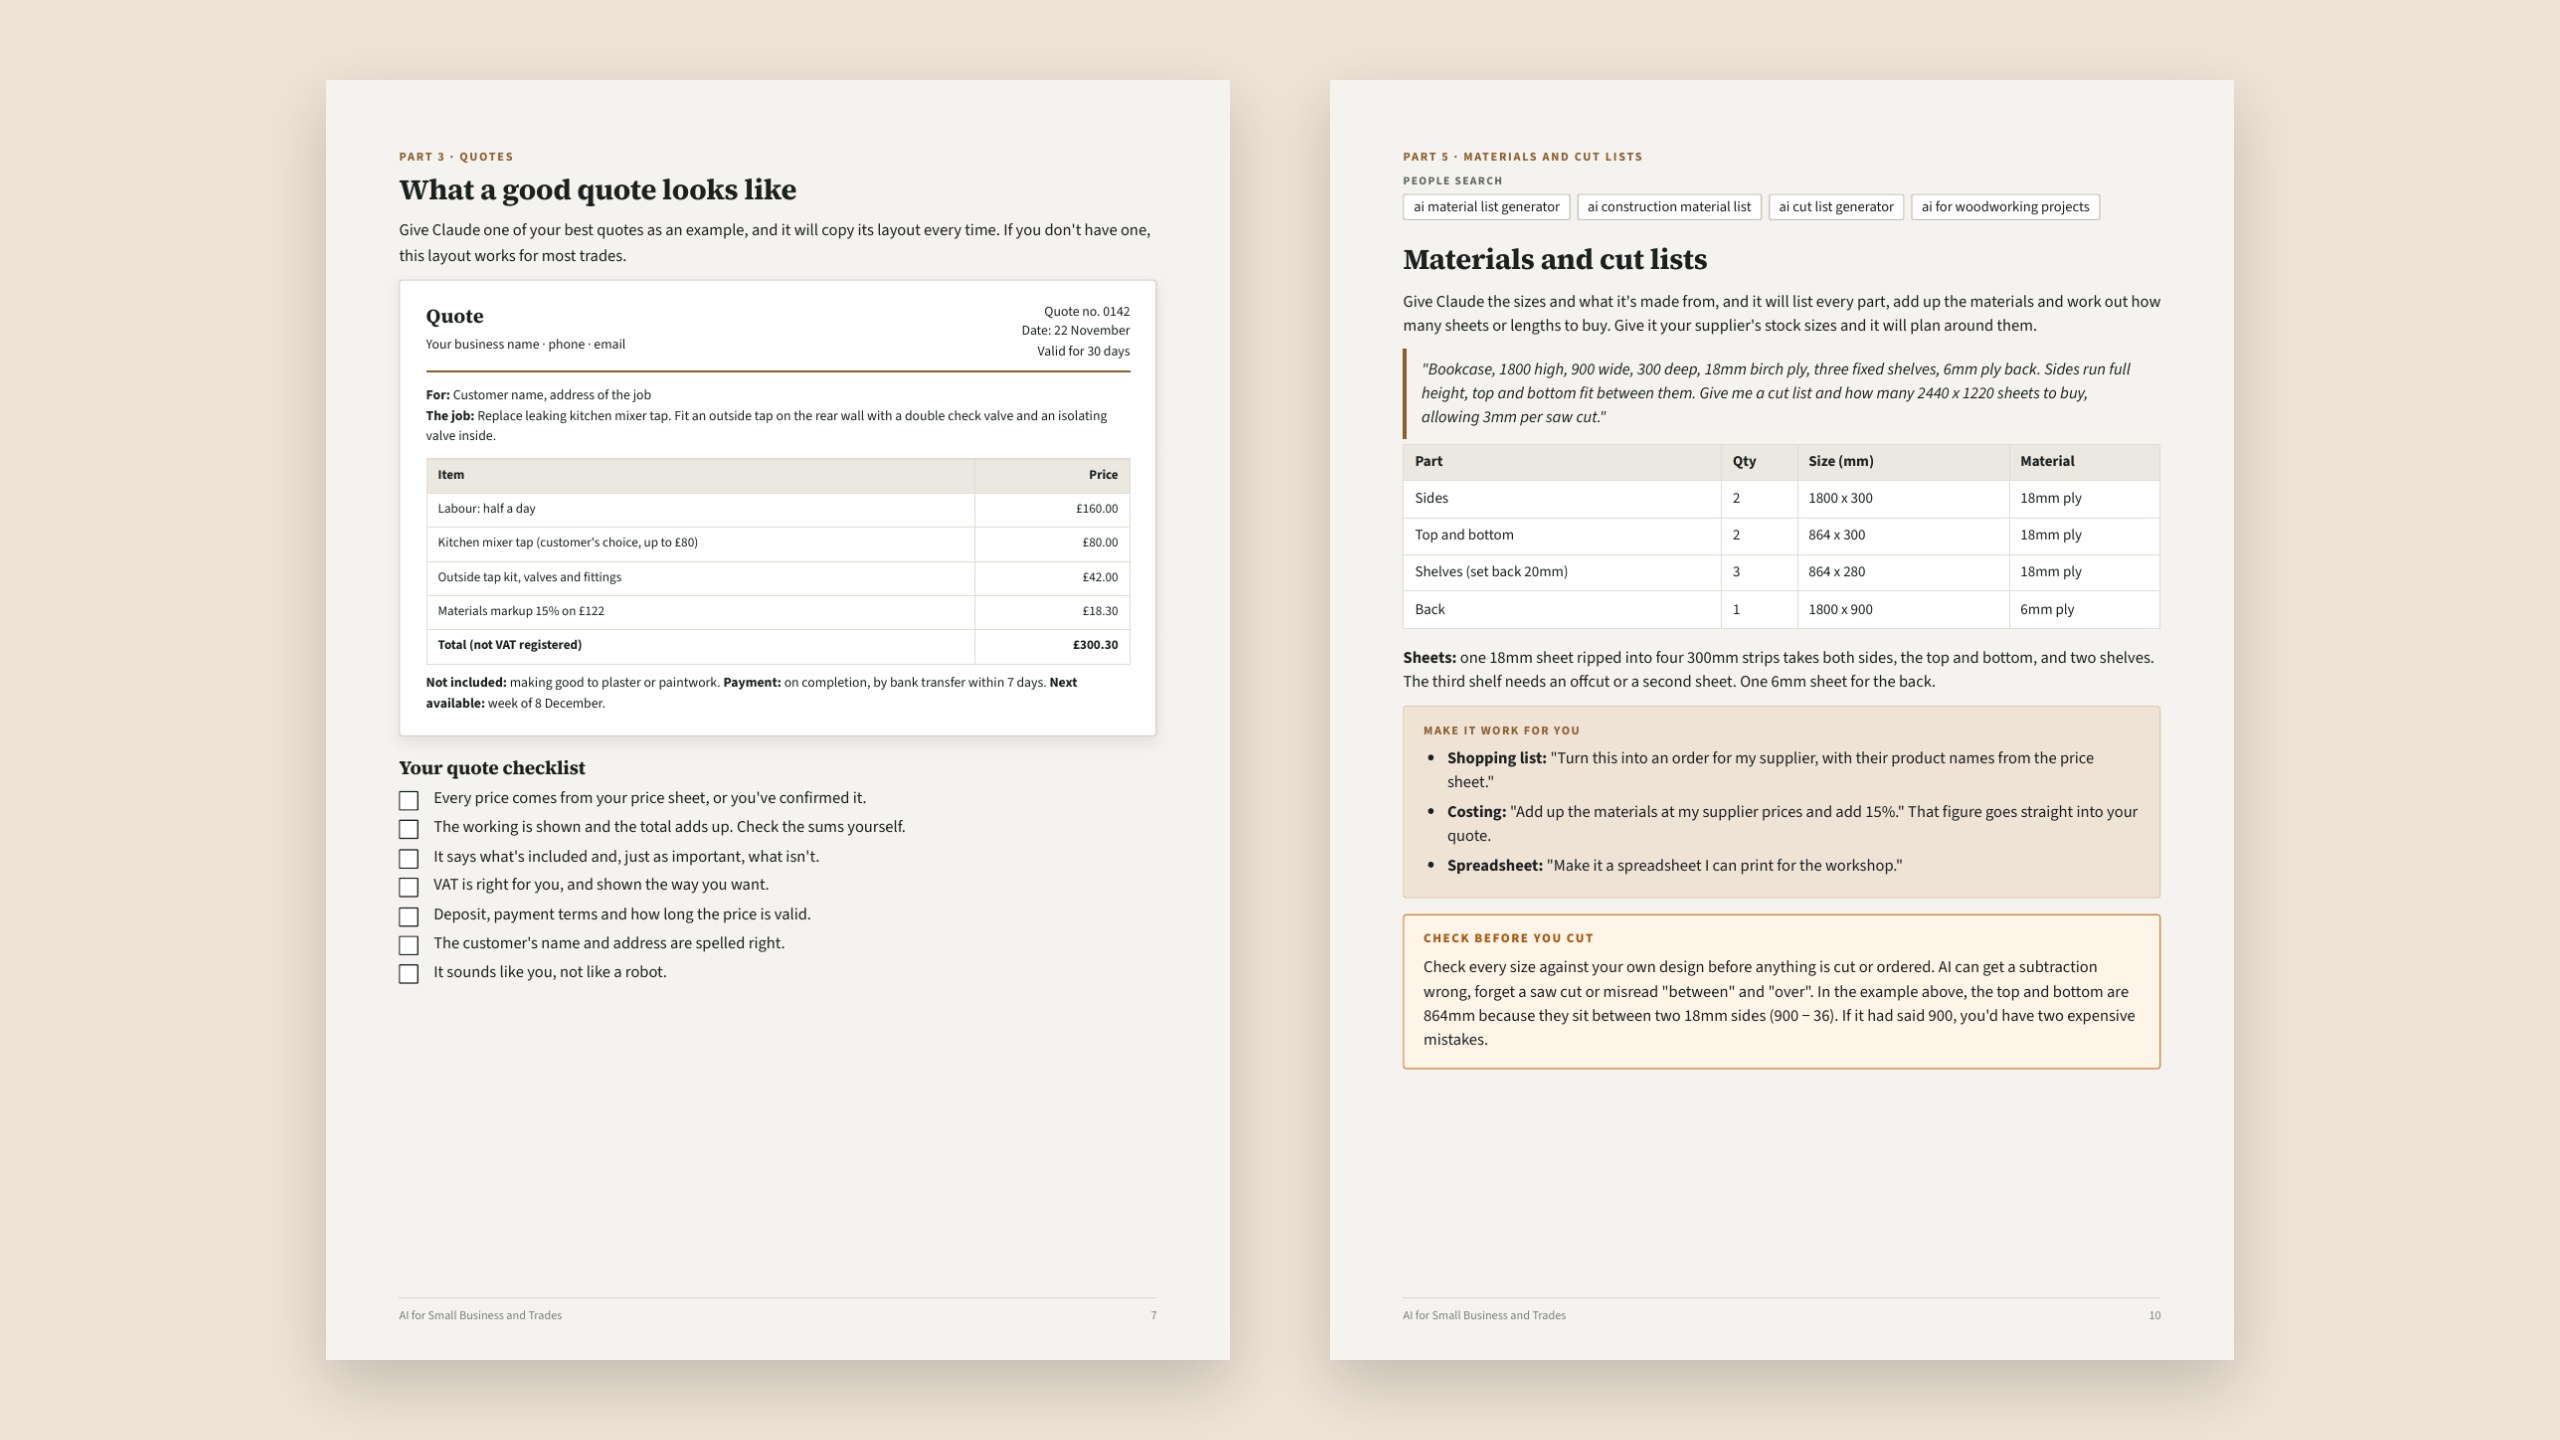 PART 3 · QUOTES
What a good quote looks like
Give Claude one of your best quotes as an example, and it will copy its layout every time. If you don't have one,
this layout works for most trades.
Quote
Your business name · phone · email
Quote no. 0142
Date: 22 November
Valid for 30 days
For: Customer name, address of the job
The job: Replace leaking kitchen mixer tap. Fit an outside tap on the rear wall with a double check valve and an isolating
valve inside.
Item Price
Labour: half a day £160.00
Kitchen mixer tap (customer's choice, up to £80) £80.00
Outside tap kit, valves and fittings £42.00
Materials markup 15% on £122 £18.30
Total (not VAT registered) £300.30
Not included: making good to plaster or paintwork. Payment: on completion, by bank transfer within 7 days. Next
available: week of 8 December.
Your quote checklist
Every price comes from your price sheet, or you've confirmed it.
The working is shown and the total adds up. Check the sums yourself.
It says what's included and, just as important, what isn't.
VAT is right for you, and shown the way you want.
Deposit, payment terms and how long the price is valid.
The customer's name and address are spelled right.
It sounds like you, not like a robot.
AI for Small Business and Trades 7
PART 5 · MATERIALS AND CUT LISTS
PEOPLE SEARCH
ai material list generator ai construction material list ai cut list generator ai for woodworking projects
Materials and cut lists
Give Claude the sizes and what it's made from, and it will list every part, add up the materials and work out how
many sheets or lengths to buy. Give it your supplier's stock sizes and it will plan around them.
"Bookcase, 1800 high, 900 wide, 300 deep, 18mm birch ply, three fixed shelves, 6mm ply back. Sides run full
height, top and bottom fit between them. Give me a cut list and how many 2440 x 1220 sheets to buy,
allowing 3mm per saw cut."
Part Qty Size (mm) Material
Sides 2 1800 x 300 18mm ply
Top and bottom 2 864 x 300 18mm ply
Shelves (set back 20mm) 3 864 x 280 18mm ply
Back 1 1800 x 900 6mm ply
Sheets: one 18mm sheet ripped into four 300mm strips takes both sides, the top and bottom, and two shelves.
The third shelf needs an offcut or a second sheet. One 6mm sheet for the back.
MAKE IT WORK FOR YOU
• Shopping list: "Turn this into an order for my supplier, with their product names from the price
sheet."
• Costing: "Add up the materials at my supplier prices and add 15%." That figure goes straight into your
quote.
• Spreadsheet: "Make it a spreadsheet I can print for the workshop."
CHECK BEFORE YOU CUT
Check every size against your own design before anything is cut or ordered. AI can get a subtraction
wrong, forget a saw cut or misread "between" and "over". In the example above, the top and bottom are
864mm because they sit between two 18mm sides (900 − 36). If it had said 900, you'd have two expensive
mistakes.
AI for Small Business and Trades 10